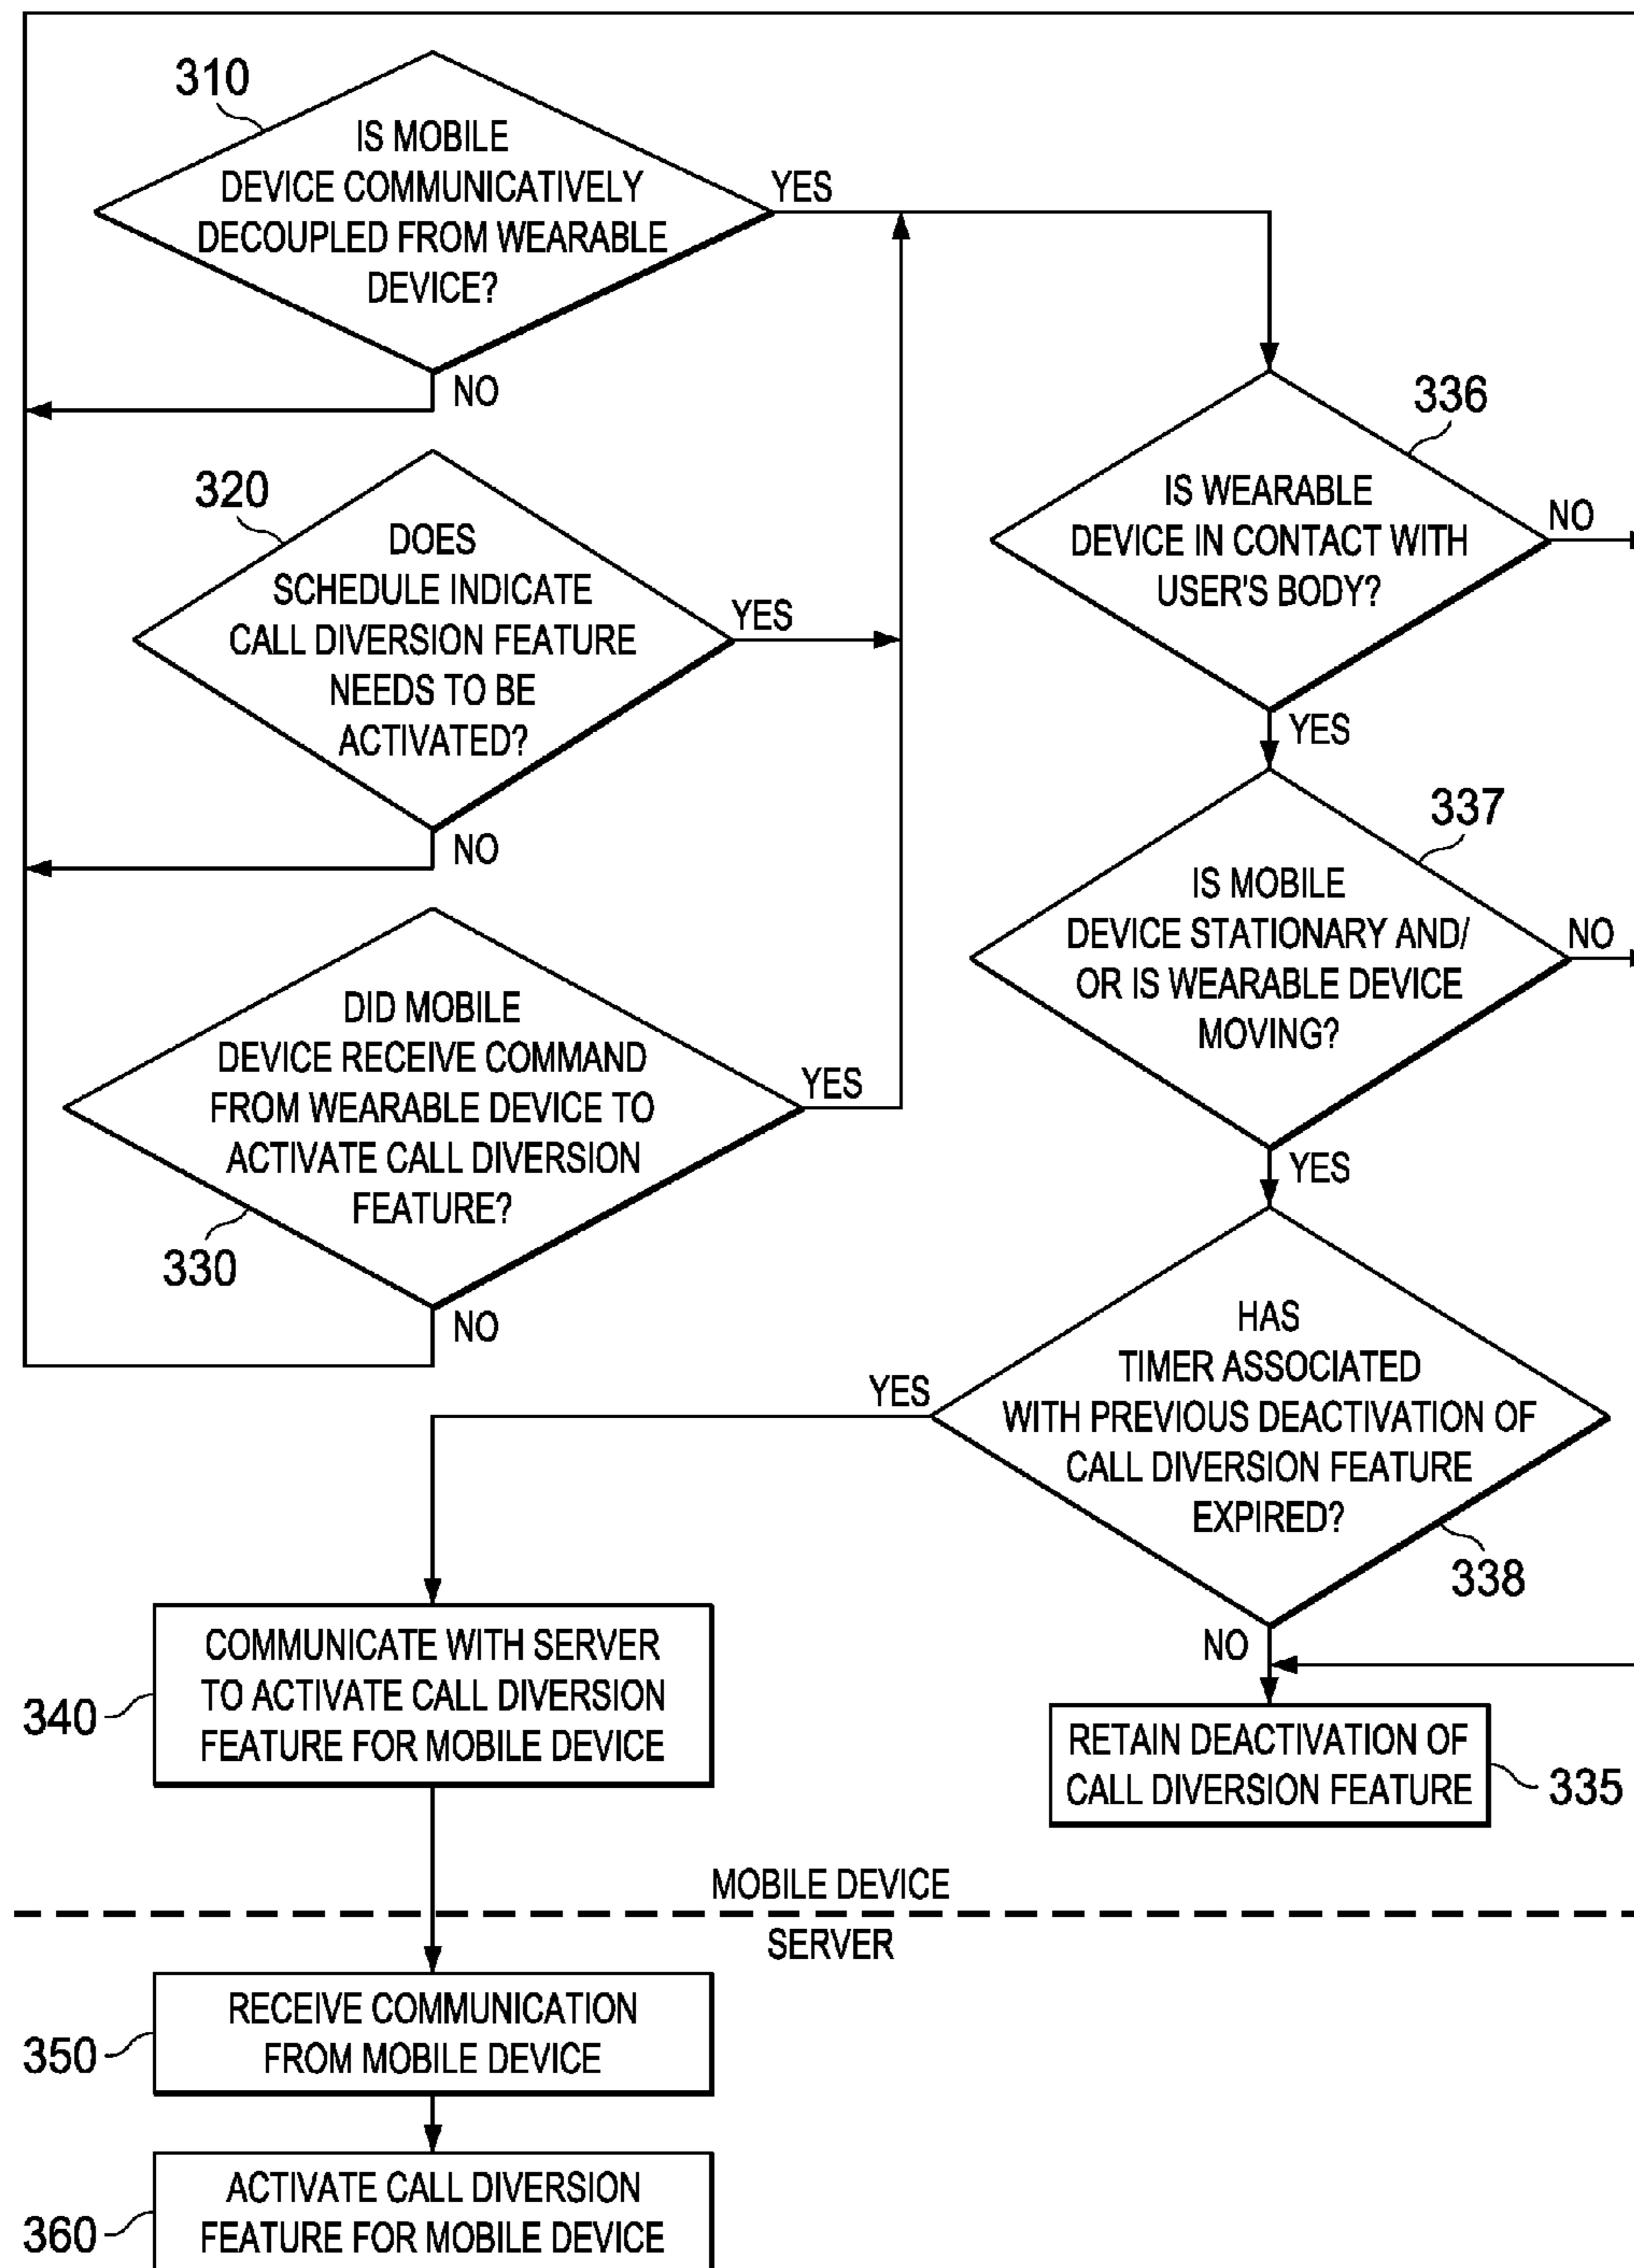 310
IS MOBILE
DEVICE COMMUNICATIVELY
DECOUPLED FROM WEARABLE
DEVICE?
YES
NO
320
DOES
SCHEDULE INDICATE
CALL DIVERSION FEATURE
NEEDS TO BE
ACTIVATED?
YES
NO
DID MOBILE
DEVICE RECEIVE COMMAND
FROM WEARABLE DEVICE TO
ACTIVATE CALL DIVERSION
FEATURE?
YES
330
NO
336
IS WEARABLE
DEVICE IN CONTACT WITH
USER'S BODY?
NO
YES
337
IS MOBILE
DEVICE STATIONARY AND/
OR IS WEARABLE DEVICE
MOVING?
NO
YES
HAS
TIMER ASSOCIATED
WITH PREVIOUS DEACTIVATION OF
CALL DIVERSION FEATURE
EXPIRED?
YES
338
NO
RETAIN DEACTIVATION OF
CALL DIVERSION FEATURE
335
COMMUNICATE WITH SERVER
TO ACTIVATE CALL DIVERSION
FEATURE FOR MOBILE DEVICE
340
MOBILE DEVICE
SERVER
RECEIVE COMMUNICATION
FROM MOBILE DEVICE
350
ACTIVATE CALL DIVERSION
FEATURE FOR MOBILE DEVICE
360